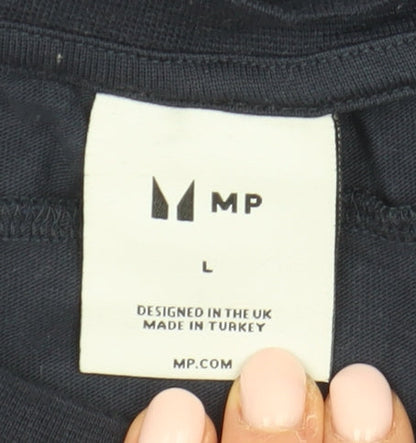 MP
L
DESIGNED IN THE UK
MADE IN TURKEY
MP.COM